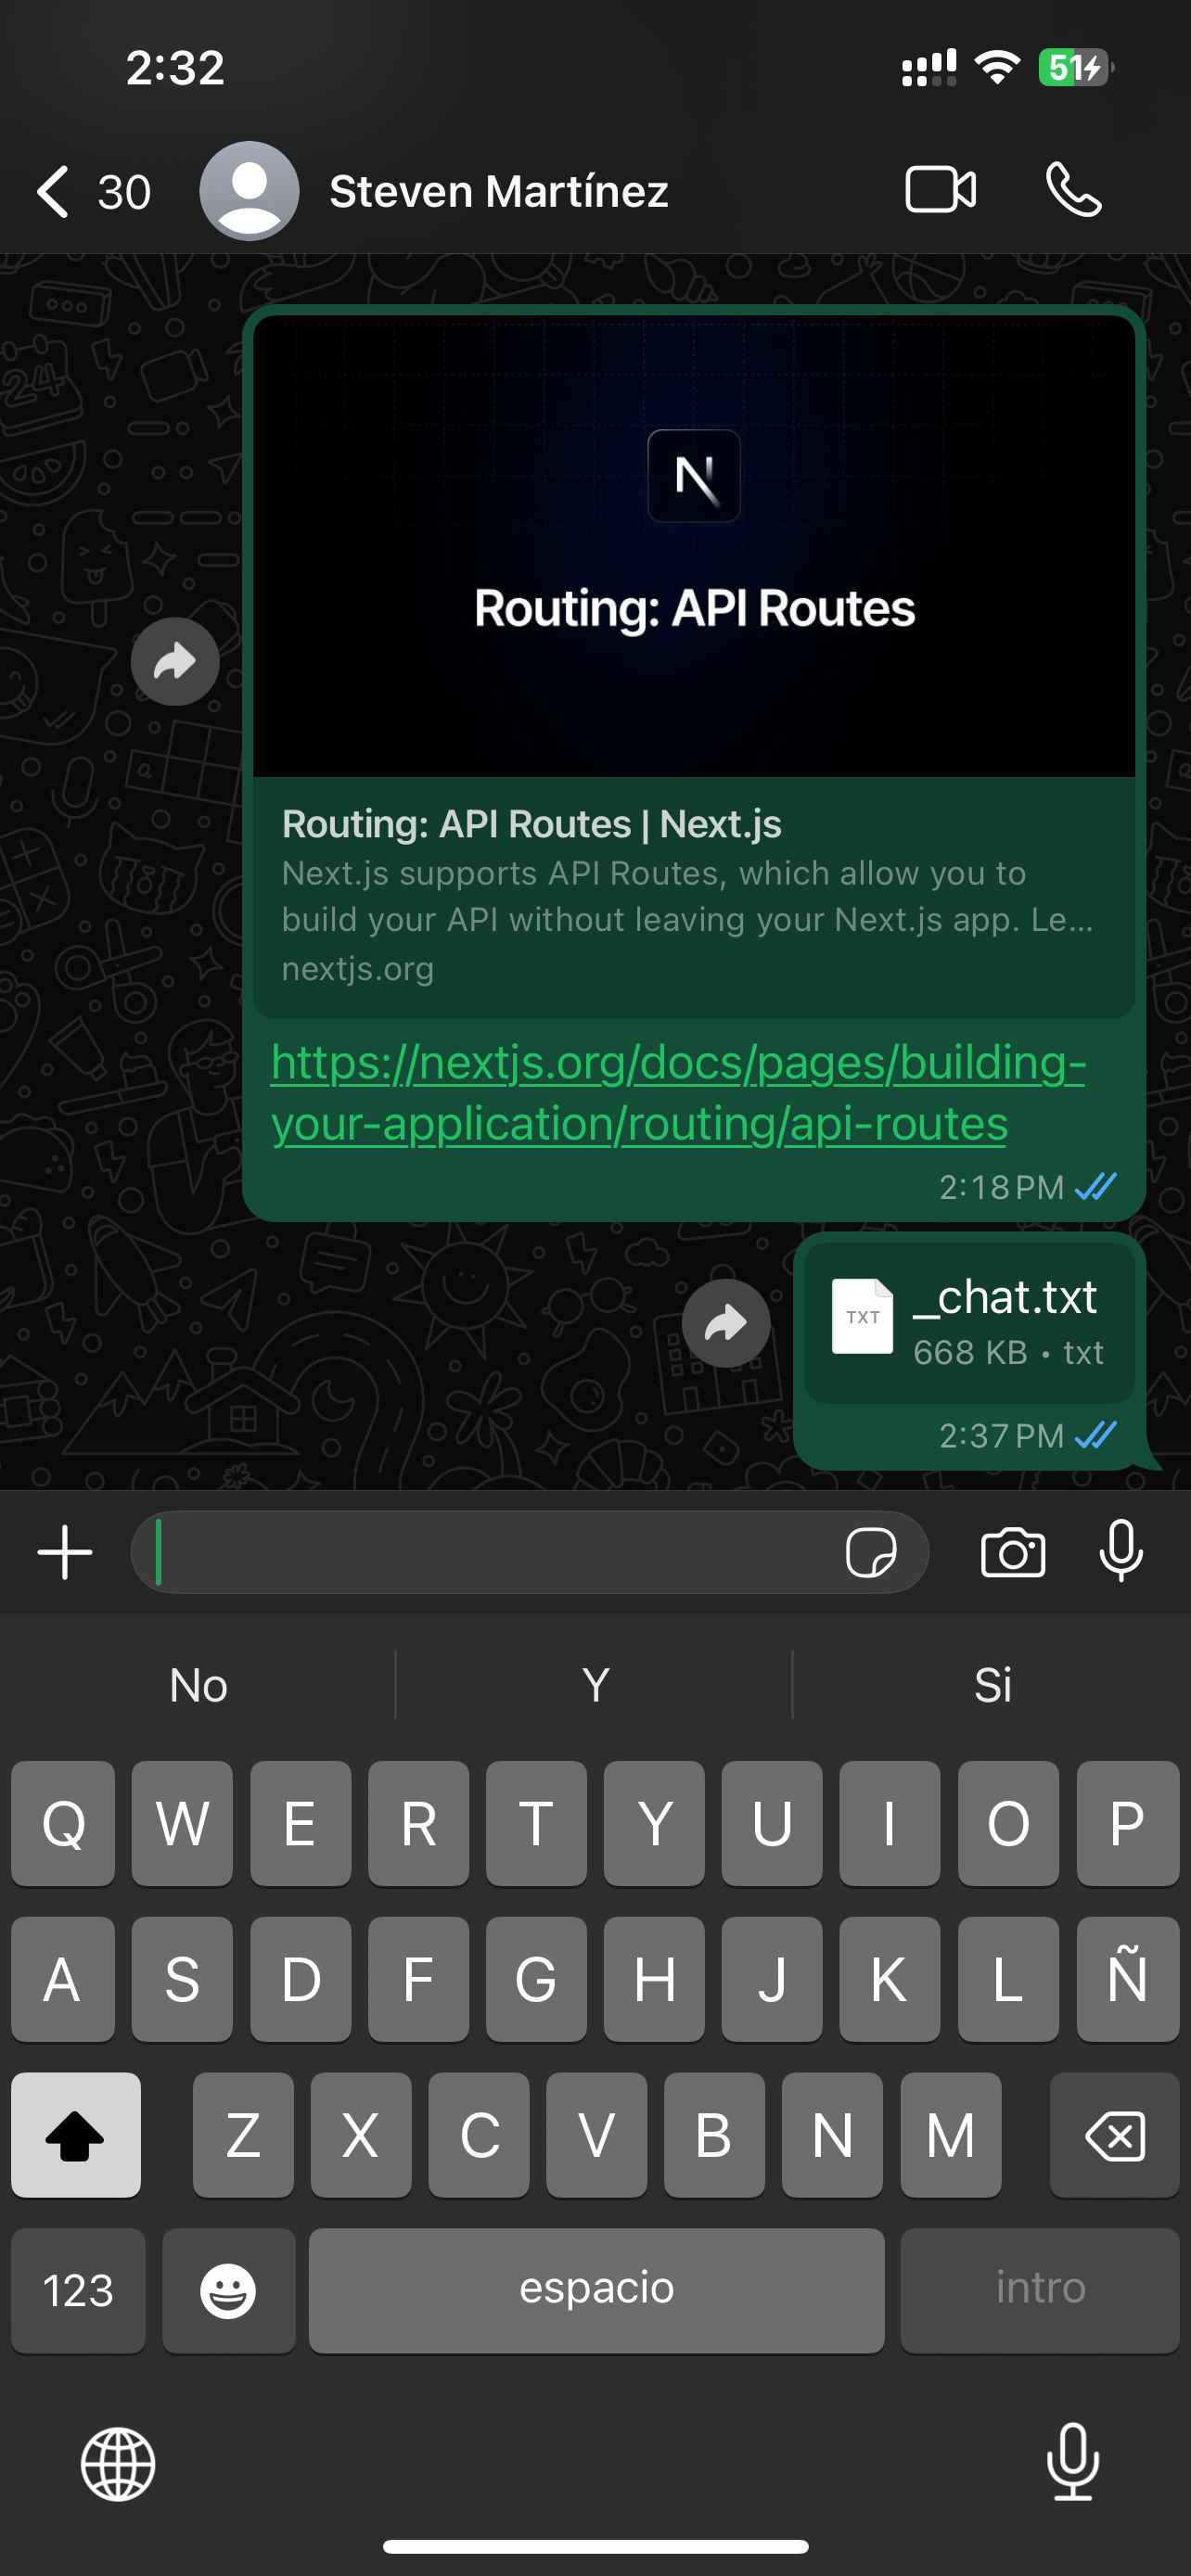 2:32
51
30
Steven Martínez
Routing: API Routes
Routing: API Routes | Next.js
Next.js supports API Routes, which allow you to
build your API without leaving your Next.js app. Le...
nextjs.org
https://nextjs.org/docs/pages/building-
your-application/routing/api-routes
2:18 PM
TXT
_chat.txt
668 KB • txt
2:37 PM
No
Y
Si
Q W E R T Y U I O P
A S D F G H J K L Ñ
Z X C V B N M
123
espacio
intro